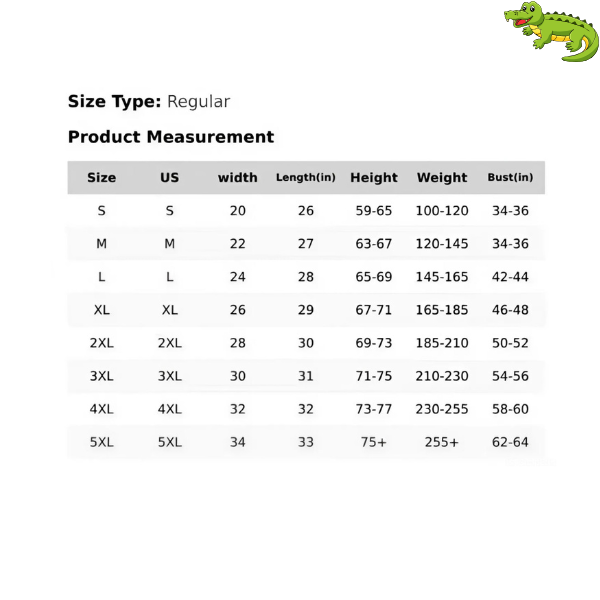 Size Type: Regular
Product Measurement
Size US width Length(in) Height Weight Bust(in)
S S 20 26 59-65 100-120 34-36
M M 22 27 63-67 120-145 34-36
L L 24 28 65-69 145-165 42-44
XL XL 26 29 67-71 165-185 46-48
2XL 2XL 28 30 69-73 185-210 50-52
3XL 3XL 30 31 71-75 210-230 54-56
4XL 4XL 32 32 73-77 230-255 58-60
5XL 5XL 34 33 75+ 255+ 62-64